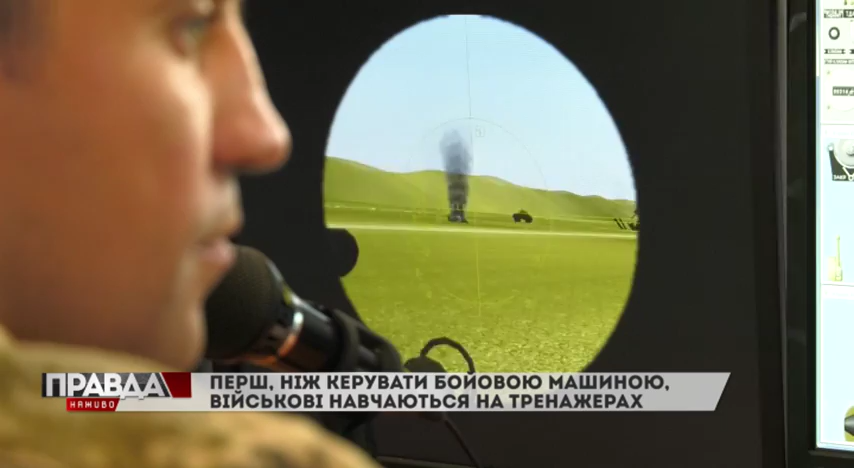 ПРАВДА
НАЖИВО
ПЕРШ, НІЖ КЕРУВАТИ БОЙОВОЮ МАШИНОЮ,
ВІЙСЬКОВІ НАВЧАЮТЬСЯ НА ТРЕНАЖЕРАХ